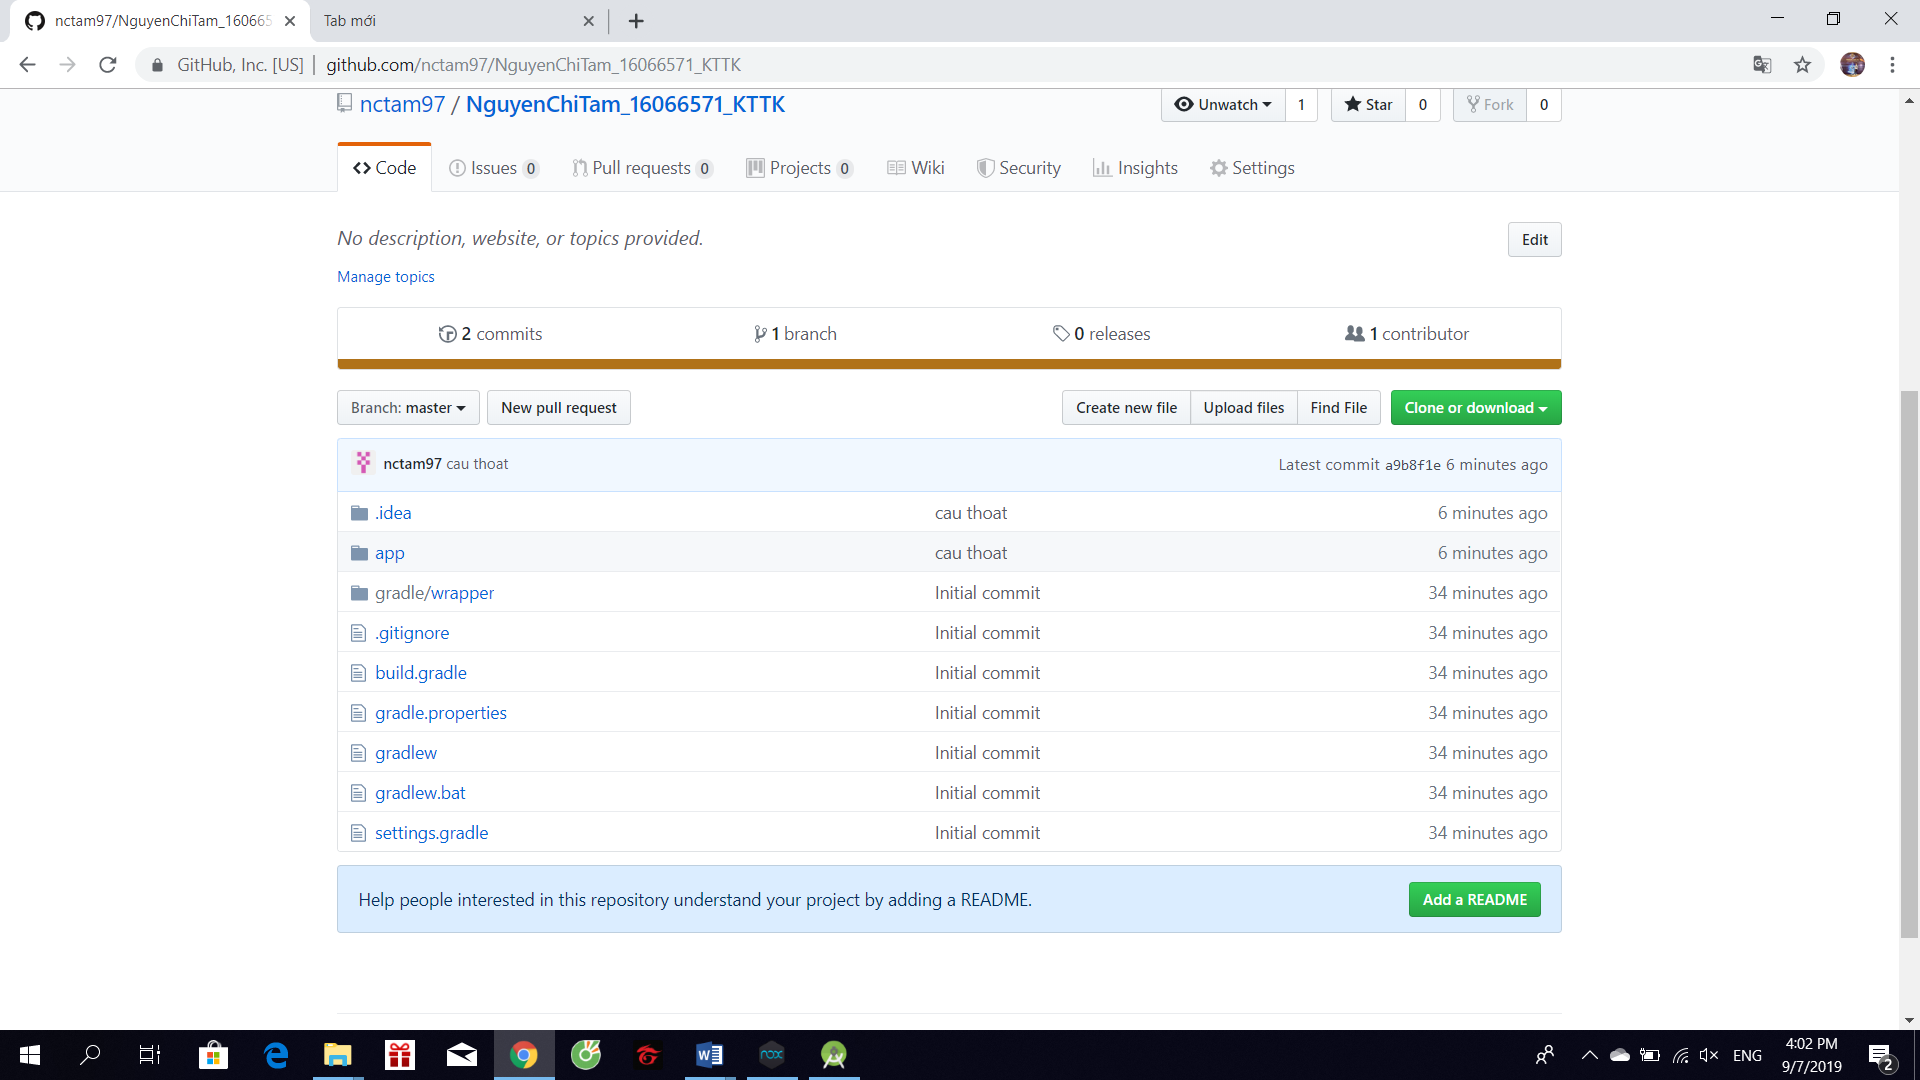 nctam97/NguyenChiTam_160665
Tab mới
GitHub, Inc. [US] | github.com/nctam97/NguyenChiTam_16066571_KTTK
nctam97 / NguyenChiTam_16066571_KTTK
Unwatch 1 Star 0 Fork 0
Code Issues 0 Pull requests 0 Projects 0 Wiki Security Insights Settings
No description, website, or topics provided.
Edit
Manage topics
2 commits 1 branch 0 releases 1 contributor
Branch: master New pull request Create new file Upload files Find File Clone or download
nctam97 cau thoat Latest commit a9b8f1e 6 minutes ago
.idea cau thoat 6 minutes ago
app cau thoat 6 minutes ago
gradle/wrapper Initial commit 34 minutes ago
.gitignore Initial commit 34 minutes ago
build.gradle Initial commit 34 minutes ago
gradle.properties Initial commit 34 minutes ago
gradlew Initial commit 34 minutes ago
gradlew.bat Initial commit 34 minutes ago
settings.gradle Initial commit 34 minutes ago
Help people interested in this repository understand your project by adding a README. Add a README
nox
ENG
4:02 PM
9/7/2019
2